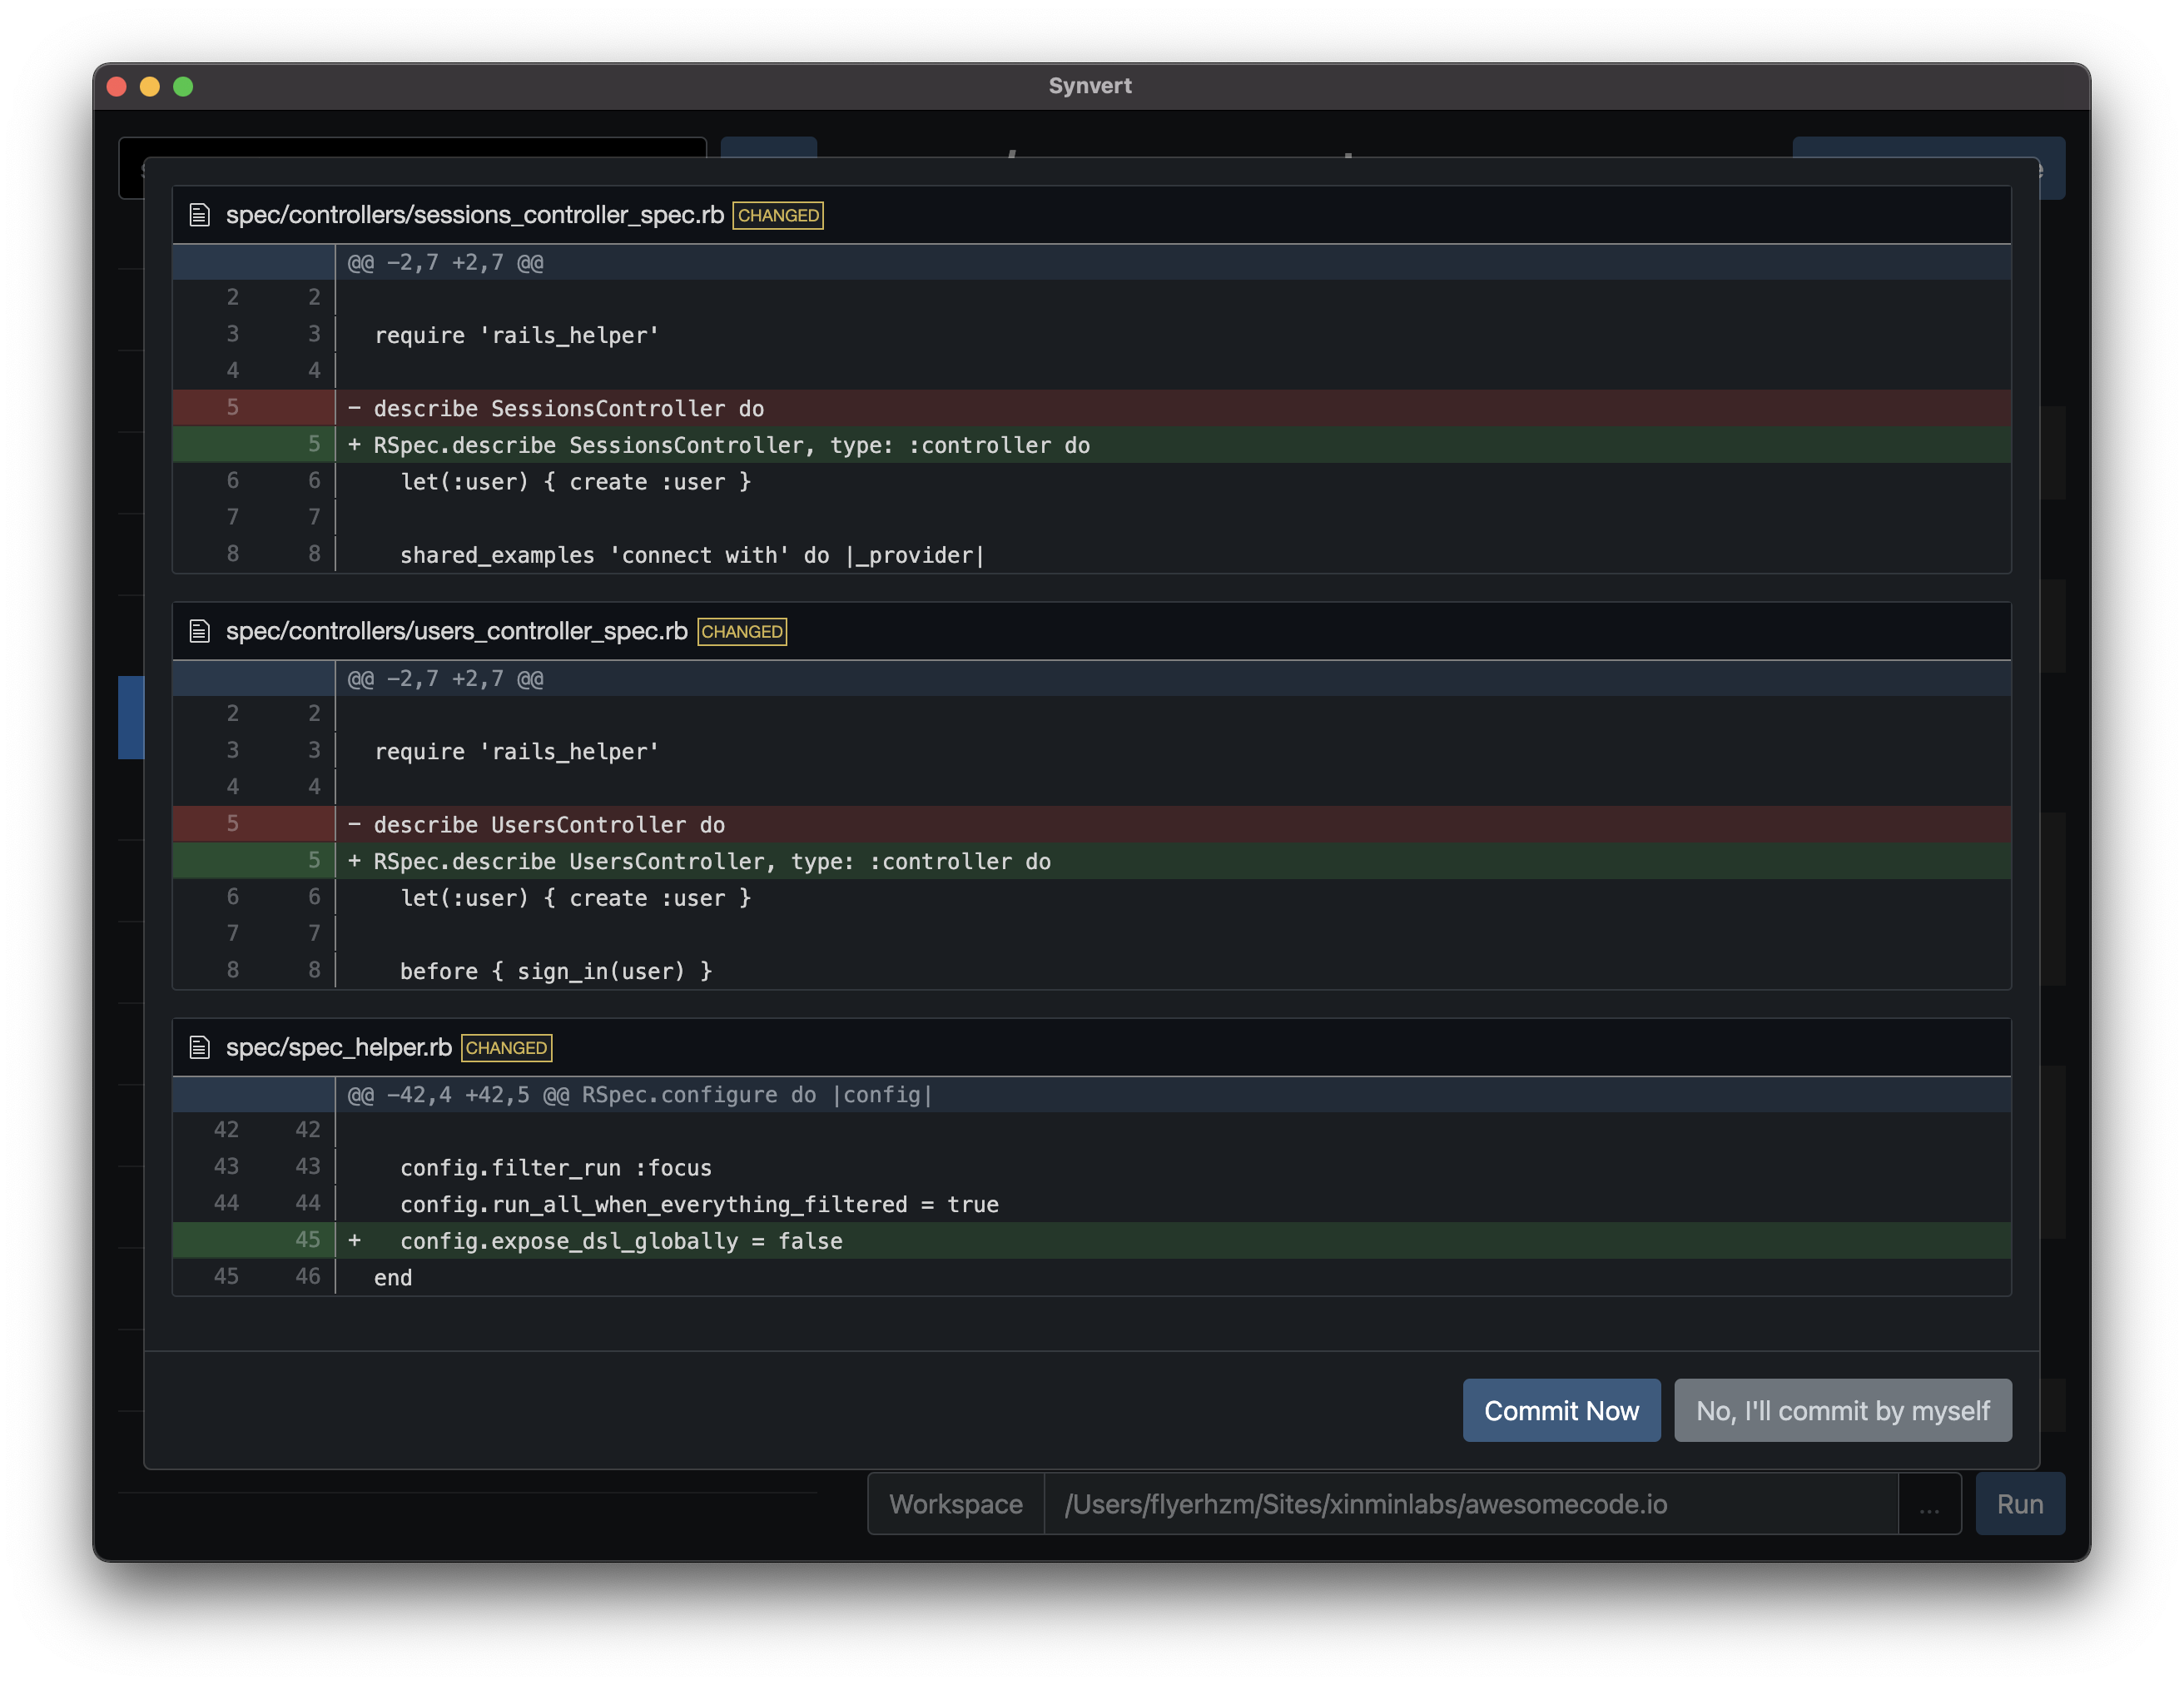 Synvert
spec/controllers/sessions_controller_spec.rb CHANGED
@@ -2,7 +2,7 @@
2 2
3 3 require 'rails_helper'
4 4
5 - describe SessionsController do
5 + RSpec.describe SessionsController, type: :controller do
6 6 let(:user) { create :user }
7 7
8 8 shared_examples 'connect with' do |_provider|
spec/controllers/users_controller_spec.rb CHANGED
@@ -2,7 +2,7 @@
2 2
3 3 require 'rails_helper'
4 4
5 - describe UsersController do
5 + RSpec.describe UsersController, type: :controller do
6 6 let(:user) { create :user }
7 7
8 8 before { sign_in(user) }
spec/spec_helper.rb CHANGED
@@ -42,4 +42,5 @@ RSpec.configure do |config|
42 42
43 43 config.filter_run :focus
44 44 config.run_all_when_everything_filtered = true
45 + config.expose_dsl_globally = false
45 46 end
Commit Now No, I'll commit by myself
Workspace /Users/flyerhzm/Sites/xinminlabs/awesomecode.io ... Run